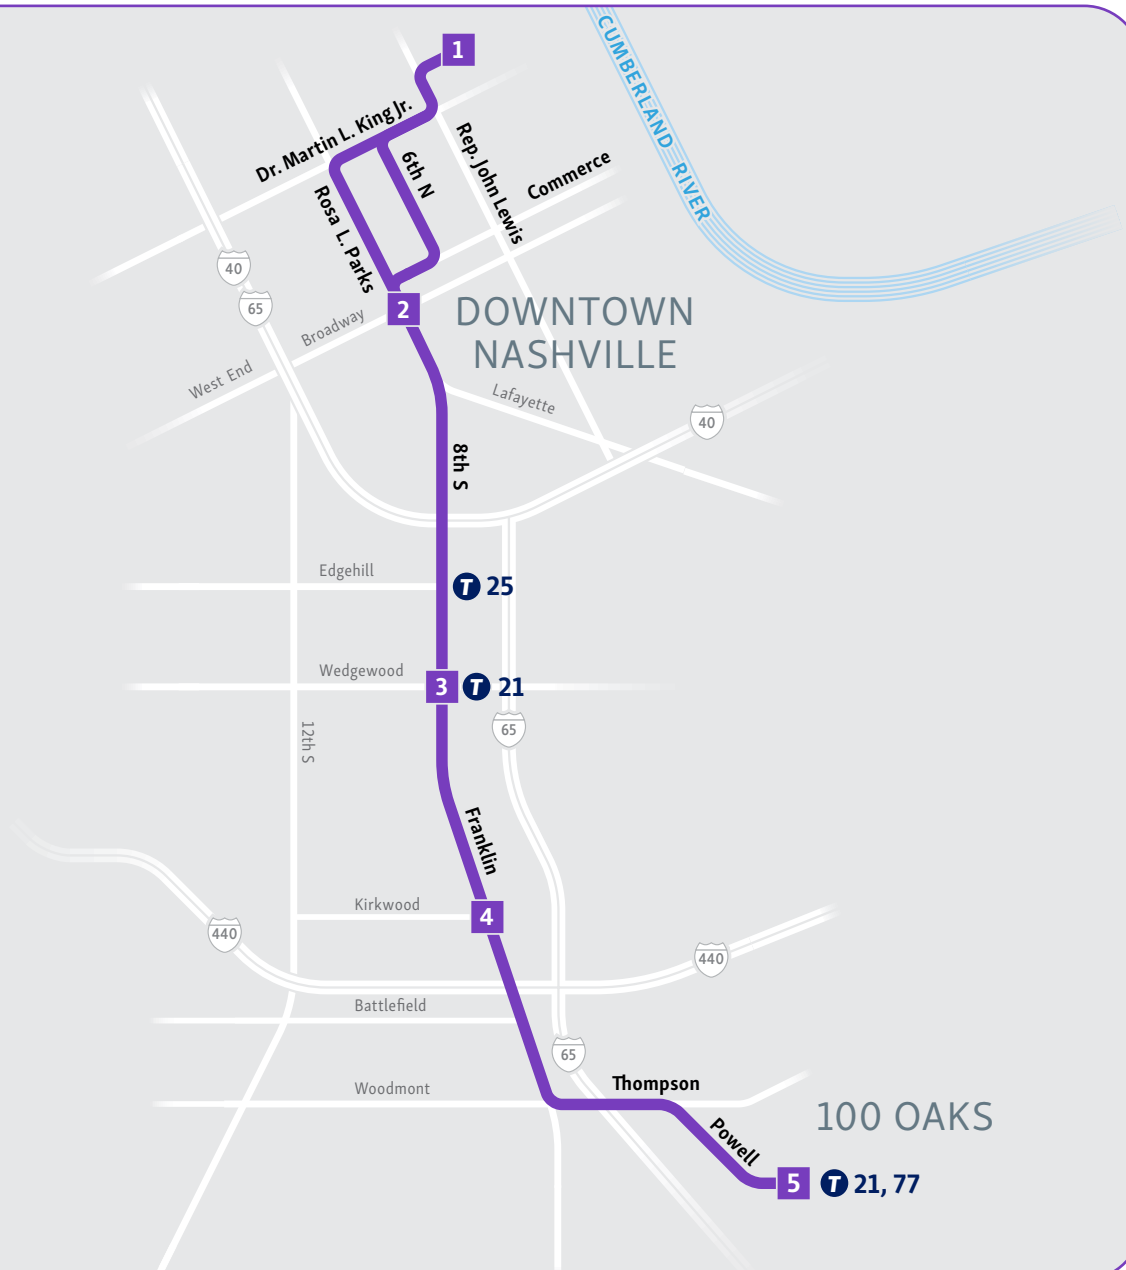 1
CUMBERLAND RIVER
Dr. Martin L. King Jr.
6th N
Rep. John Lewis
Commerce
Rosa L. Parks
40
65
2
DOWNTOWN
NASHVILLE
Broadway
West End
Lafayette
40
8th S
Edgehill
T 25
Wedgewood
3
T 21
12th S
65
Franklin
Kirkwood
4
440
440
Battlefield
65
Woodmont
Thompson
100 OAKS
Powell
5
T 21, 77